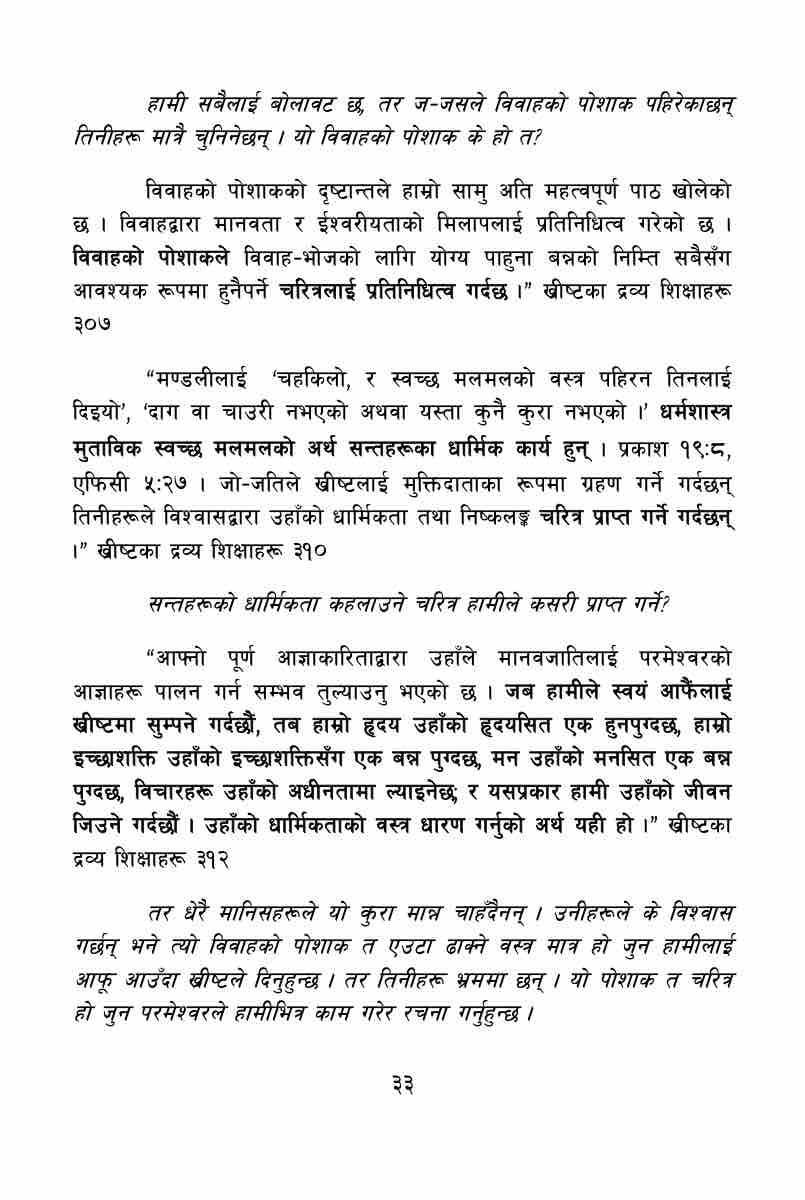 हामी सबैलाई बोलावट छ, तर ज-जसले विवाहको पोशाक पहिरेकाछन्
तिनीहरू मात्रै चुनिनेछन् । यो विवाहको पोशाक के हो त?
विवाहको पोशाकको दृष्टान्तले हाम्रो सामु अति महत्वपूर्ण पाठ खोलेको
छ । विवाहद्वारा मानवता र ईश्वरीयताको मिलापलाई प्रतिनिधित्व गरेको छ ।
विवाहको पोशाकले विवाह-भोजको लागि योग्य पाहुना बन्नको निम्ति सबैसँग
आवश्यक रूपमा हुनैपर्ने चरित्रलाई प्रतिनिधित्व गर्दछ ।” ख्रीष्टका द्रव्य शिक्षाहरू
३०७
“मण्डलीलाई ‘चहकिलो, र स्वच्छ मलमलको वस्त्र पहिरन तिनलाई
दिइयो’, ‘दाग वा चाउरी नभएको अथवा यस्ता कुनै कुरा नभएको ।’ धर्मशास्त्र
मुताविक स्वच्छ मलमलको अर्थ सन्तहरूका धार्मिक कार्य हुन् । प्रकाश १९:८,
एफिसी ५:२७ । जो-जतिले ख्रीष्टलाई मुक्तिदाताका रूपमा ग्रहण गर्ने गर्दछन्
तिनीहरूले विश्वासद्वारा उहाँको धार्मिकता तथा निष्कलङ्क चरित्र प्राप्त गर्ने गर्दछन्
।” ख्रीष्टका द्रव्य शिक्षाहरू ३१०
सन्तहरूको धार्मिकता कहलाउने चरित्र हामीले कसरी प्राप्त गर्ने?
“आफ्नो पूर्ण आज्ञाकारिताद्वारा उहाँले मानवजातिलाई परमेश्वरको
आज्ञाहरू पालन गर्न सम्भव तुल्याउनु भएको छ । जब हामीले स्वयं आफैंलाई
ख्रीष्टमा सुम्पने गर्दछौं, तब हाम्रो हृदय उहाँको हृदयसित एक हुनपुग्दछ, हाम्रो
इच्छाशक्ति उहाँको इच्छाशक्तिसँग एक बन्न पुग्दछ, मन उहाँको मनसित एक बन्न
पुग्दछ, विचारहरू उहाँको अधीनतामा ल्याइनेछ; र यसप्रकार हामी उहाँको जीवन
जिउने गर्दछौं । उहाँको धार्मिकताको वस्त्र धारण गर्नुको अर्थ यही हो ।” ख्रीष्टका
द्रव्य शिक्षाहरू ३१२
तर धेरै मानिसहरूले यो कुरा मान्न चाहँदैनन् । उनीहरूले के विश्वास
गर्छन् भने त्यो विवाहको पोशाक त एउटा ढाक्ने वस्त्र मात्र हो जुन हामीलाई
आफू आउँदा ख्रीष्टले दिनुहुन्छ । तर तिनीहरू भ्रममा छन् । यो पोशाक त चरित्र
हो जुन परमेश्वरले हामीभित्र काम गरेर रचना गर्नुहुन्छ ।
३३